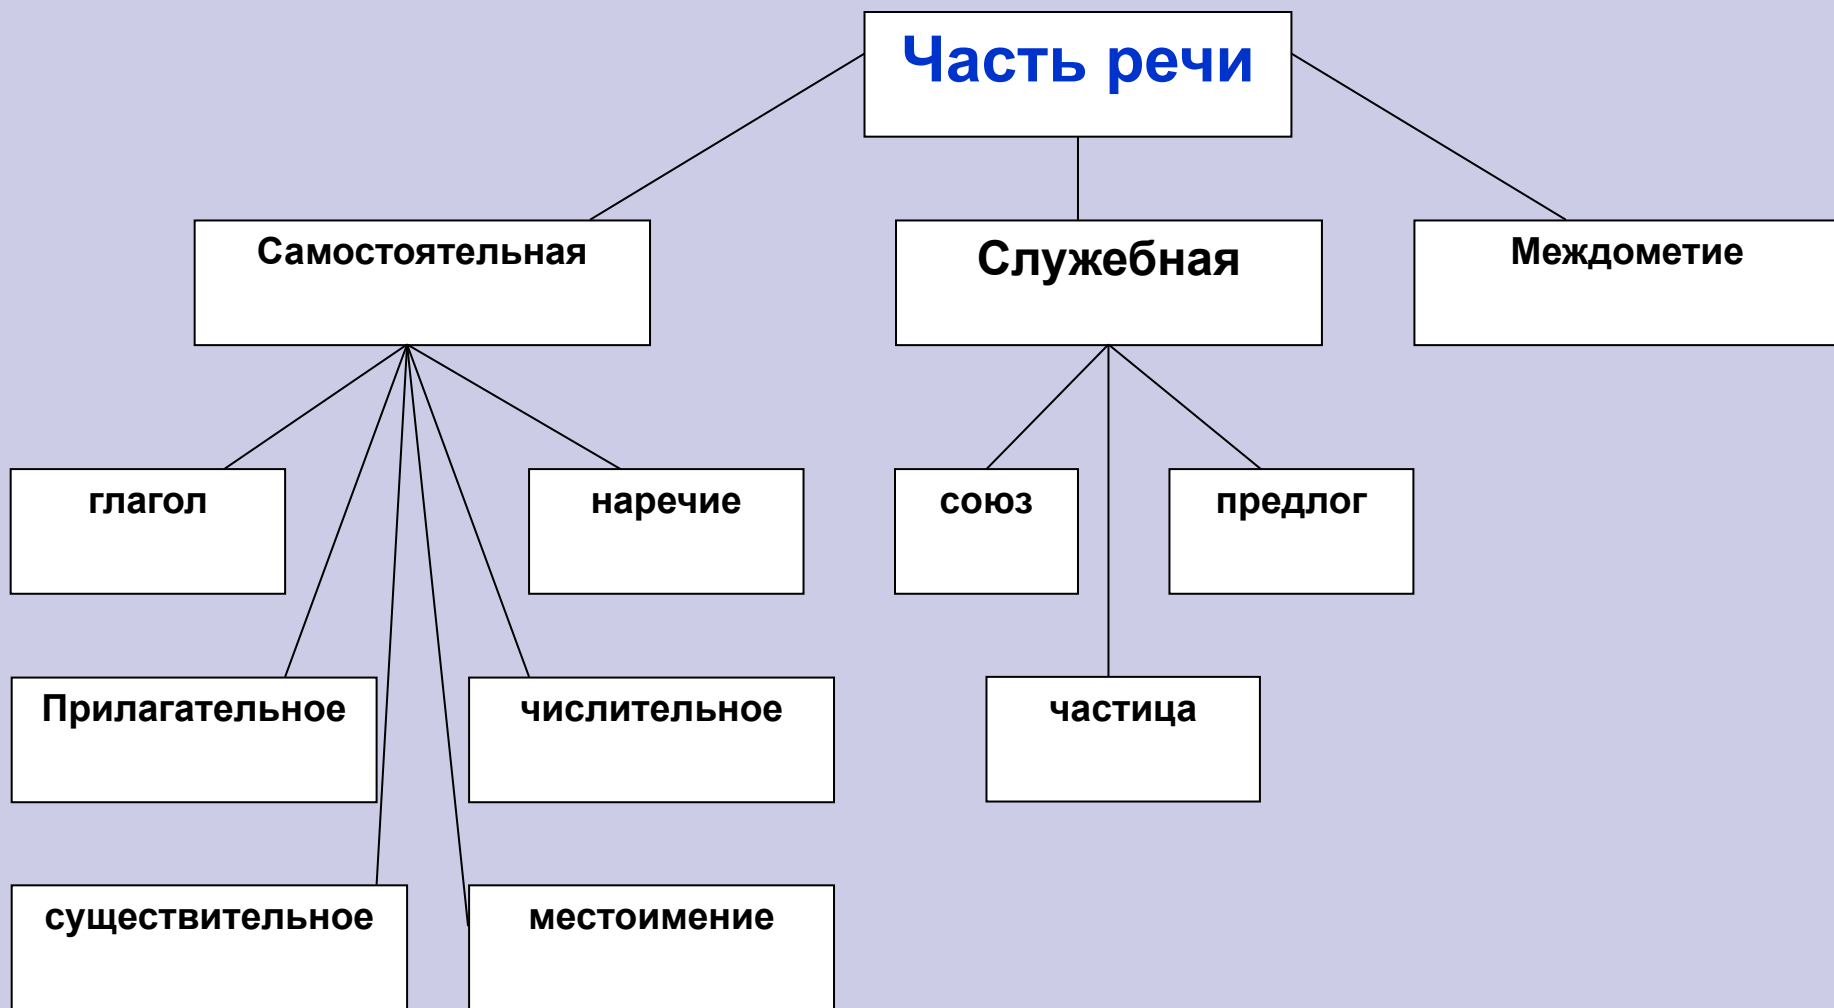 Часть речи
Самостоятельная
Служебная
Междометие
глагол
наречие
союз
предлог
Прилагательное
числительное
частица
существительное
местоимение